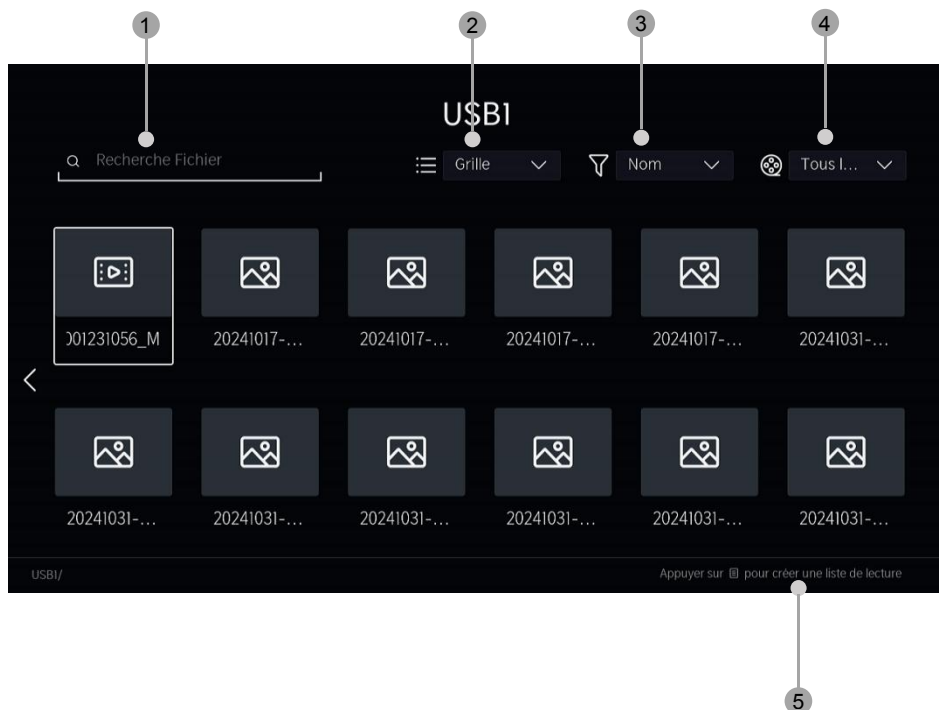 1 2 3 4
USB1
Recherche Fichier Grille Nom Tous l...
001231056_M 20241017-... 20241017-... 20241017-... 20241017-... 20241031-...
20241031-... 20241031-... 20241031-... 20241031-... 20241031-... 20241031-...
USB1/ Appuyer sur pour créer une liste de lecture
5